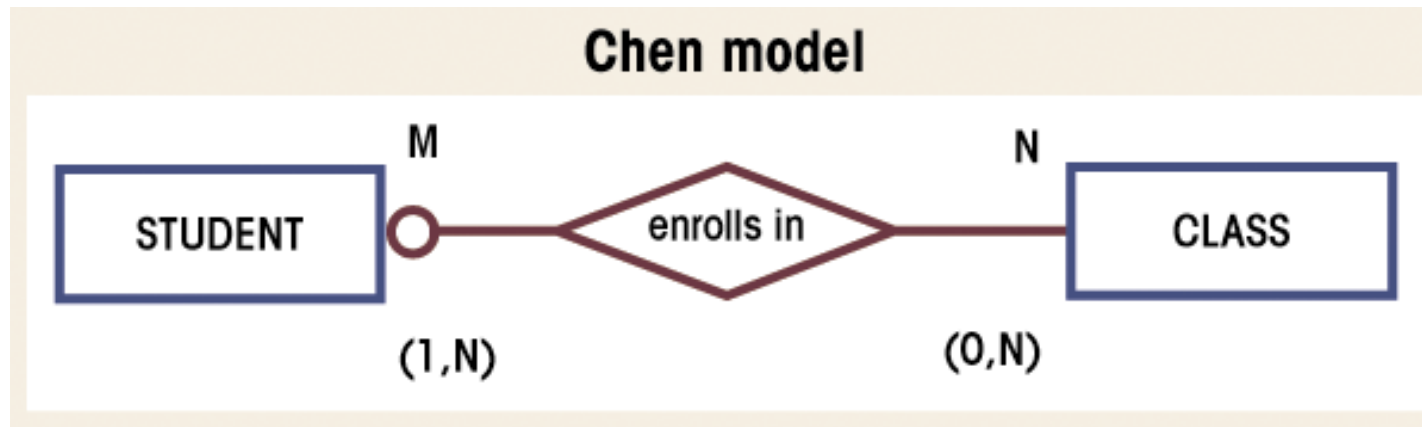 Chen model
M
N
STUDENT
enrolls in
CLASS
(1,N)
(0,N)